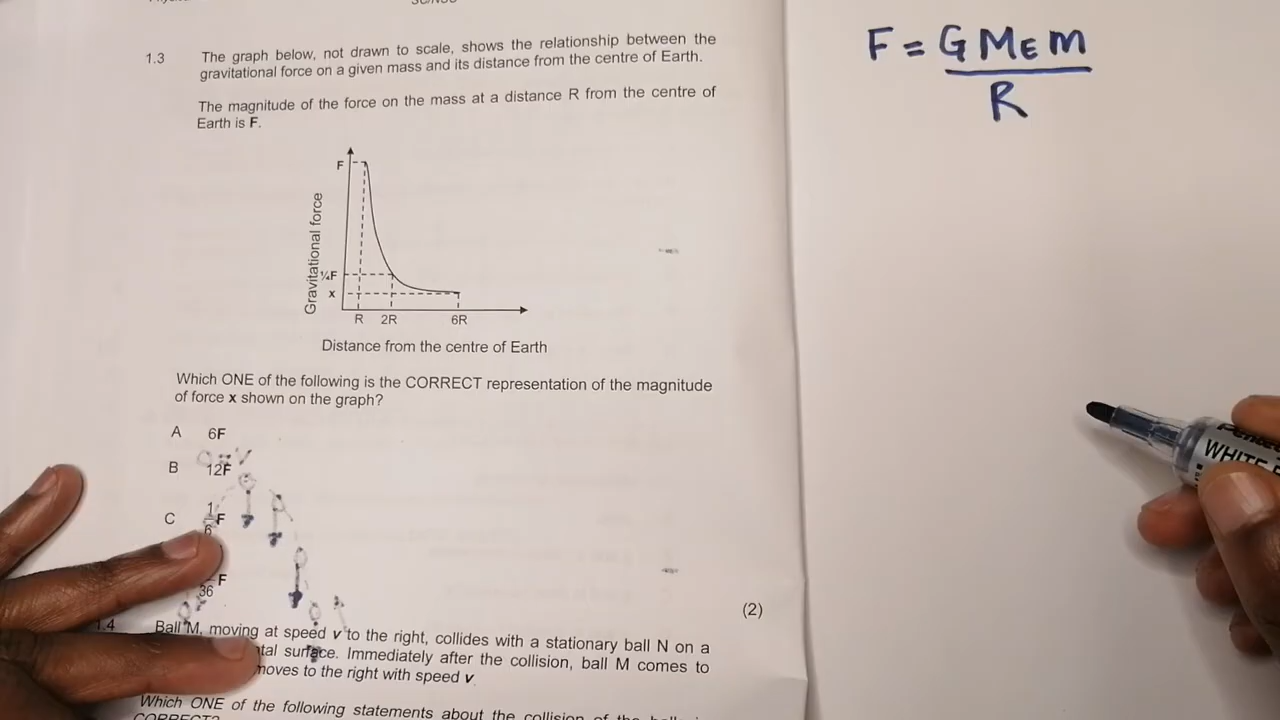 1.3 The graph below, not drawn to scale, shows the relationship between the
gravitational force on a given mass and its distance from the centre of Earth.
The magnitude of the force on the mass at a distance R from the centre of
Earth is F.
F
Gravitational force
¼F
x
R 2R 6R
Distance from the centre of Earth
Which ONE of the following is the CORRECT representation of the magnitude
of force x shown on the graph?
A 6F
B 12F
C 1/6 F
36 F
(2)
1.4 Ball M, moving at speed v to the right, collides with a stationary ball N on a
surface. Immediately after the collision, ball M comes to
moves to the right with speed v
Which ONE of the following statements about the collision of the
CORRECT?
F = G ME m
R
WHITE